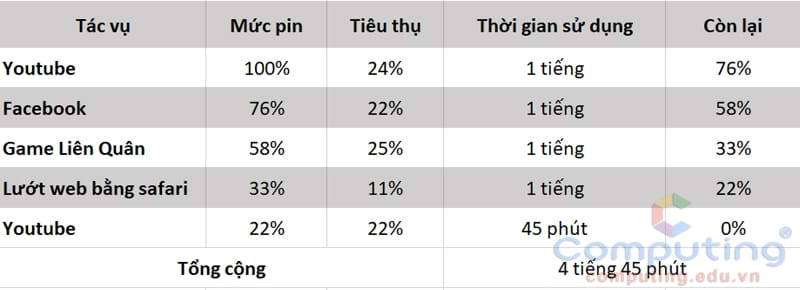 Tác vụ Mức pin Tiêu thụ Thời gian sử dụng Còn lại
Youtube 100% 24% 1 tiếng 76%
Facebook 76% 22% 1 tiếng 58%
Game Liên Quân 58% 25% 1 tiếng 33%
Lướt web bằng safari 33% 11% 1 tiếng 22%
Youtube 22% 22% 45 phút 0%
Computing®
Tổng cộng 4 tiếng 45 phút
computing.edu.vn